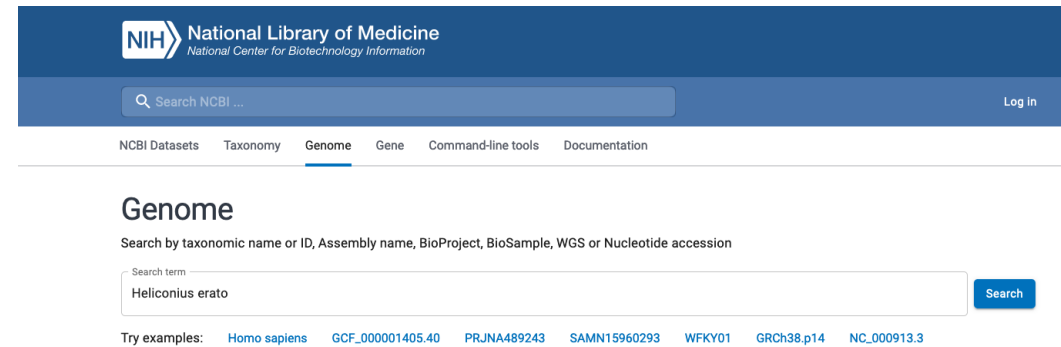 NIH National Library of Medicine
National Center for Biotechnology Information
Search NCBI ...
Log in
NCBI Datasets Taxonomy Genome Gene Command-line tools Documentation
Genome
Search by taxonomic name or ID, Assembly name, BioProject, BioSample, WGS or Nucleotide accession
Search term
Heliconius erato
Search
Try examples: Homo sapiens GCF_000001405.40 PRJNA489243 SAMN15960293 WFKY01 GRCh38.p14 NC_000913.3